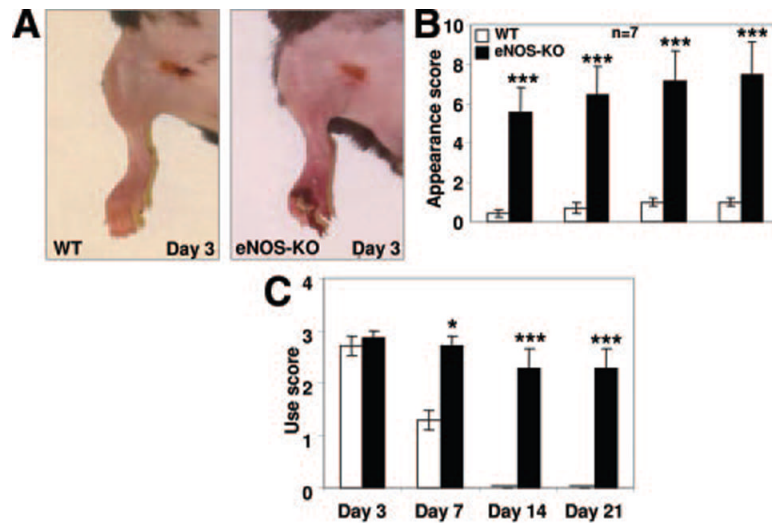 A
WT
Day 3
eNOS-KO
Day 3
B
Appearance score
10
8
6
4
2
0
WT
eNOS-KO
n=7
***
***
***
***
C
Use score
4
3
2
1
0
*
***
***
Day 3
Day 7
Day 14
Day 21